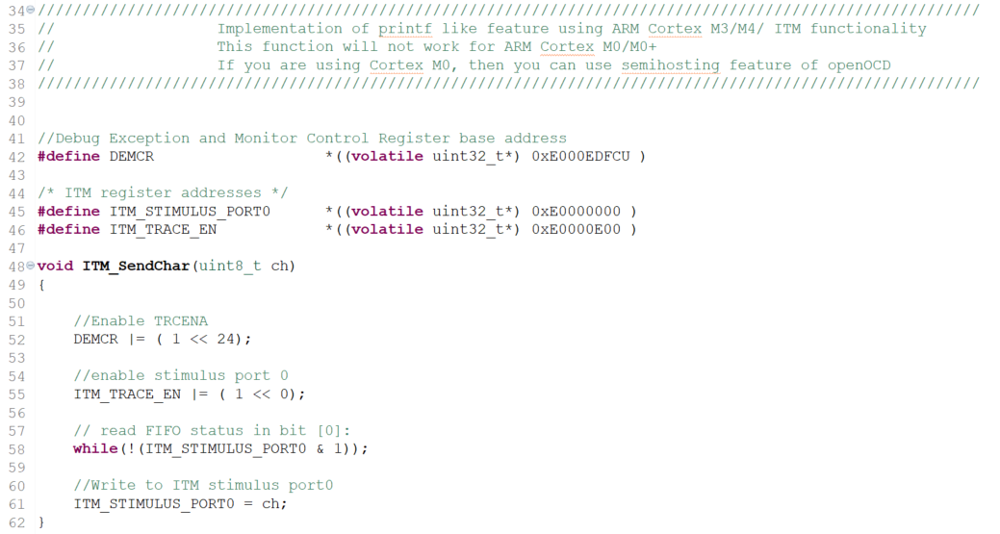 34 //////////////////////////////////////////////////////////////////////////////////////////////////////////
35 // Implementation of printf like feature using ARM Cortex M3/M4/ ITM functionality
36 // This function will not work for ARM Cortex M0/M0+
37 // If you are using Cortex M0, then you can use semihosting feature of openOCD
38 //////////////////////////////////////////////////////////////////////////////////////////////////////////
39
40
41 //Debug Exception and Monitor Control Register base address
42 #define DEMCR *((volatile uint32_t*) 0xE000EDFCU )
43
44 /* ITM register addresses */
45 #define ITM_STIMULUS_PORT0 *((volatile uint32_t*) 0xE0000000 )
46 #define ITM_TRACE_EN *((volatile uint32_t*) 0xE0000E00 )
47
48 void ITM_SendChar(uint8_t ch)
49 {
50
51 //Enable TRCENA
52 DEMCR |= ( 1 << 24);
53
54 //enable stimulus port 0
55 ITM_TRACE_EN |= ( 1 << 0);
56
57 // read FIFO status in bit [0]:
58 while(!(ITM_STIMULUS_PORT0 & 1));
59
60 //Write to ITM stimulus port0
61 ITM_STIMULUS_PORT0 = ch;
62 }